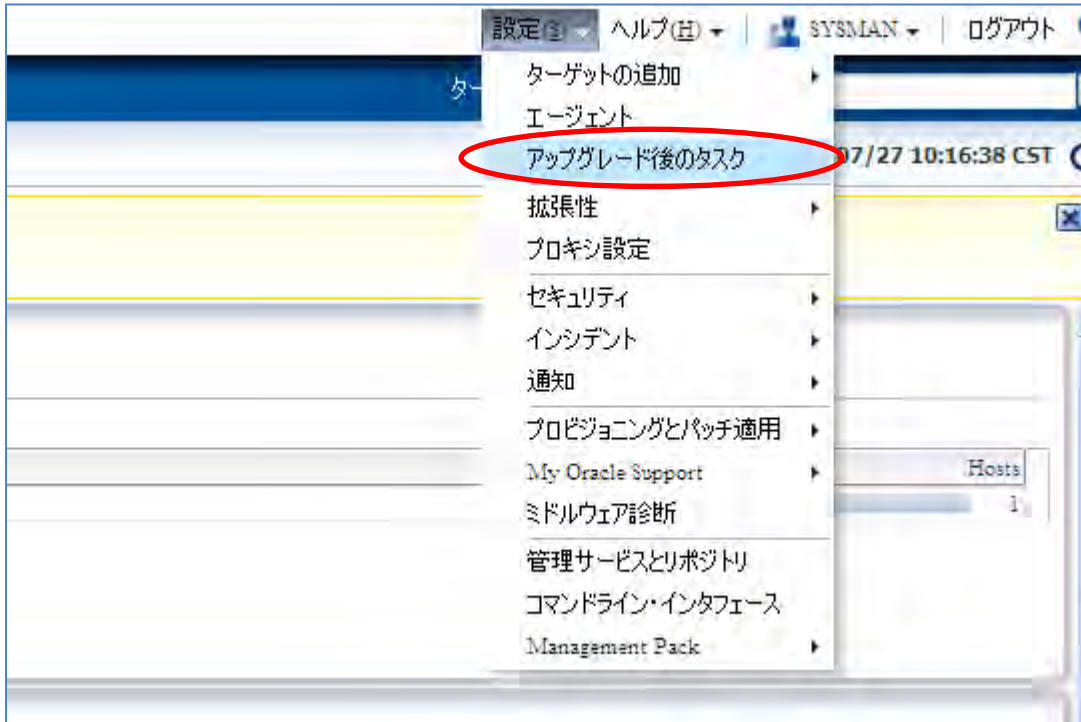 設定(S) ヘルプ(H) SYSMAN ログアウト
ター
ターゲットの追加
エージェント
アップグレード後のタスク
07/27 10:16:38 CST
拡張性
プロキシ設定
セキュリティ
インシデント
通知
プロビジョニングとパッチ適用
My Oracle Support
Hosts
1
ミドルウェア診断
管理サービスとリポジトリ
コマンドライン・インタフェース
Management Pack